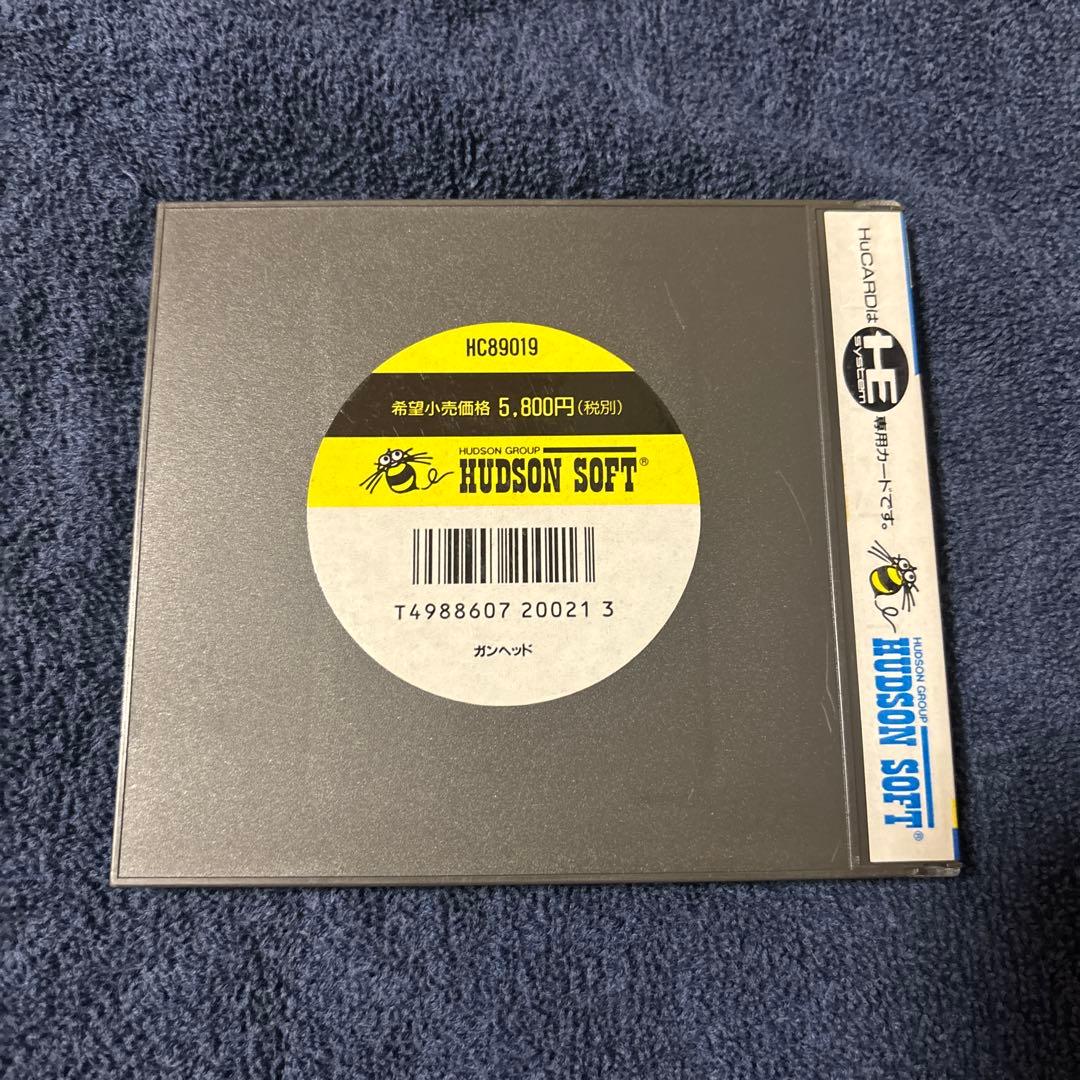 HC89019
希望小売価格 5,800円(税別)
HUDSON GROUP
HUDSON SOFT®
T4988607 20021 3
ガンヘッド
HuCARDは
HE
system
専用カードです。
HUDSON GROUP
HUDSON SOFT®